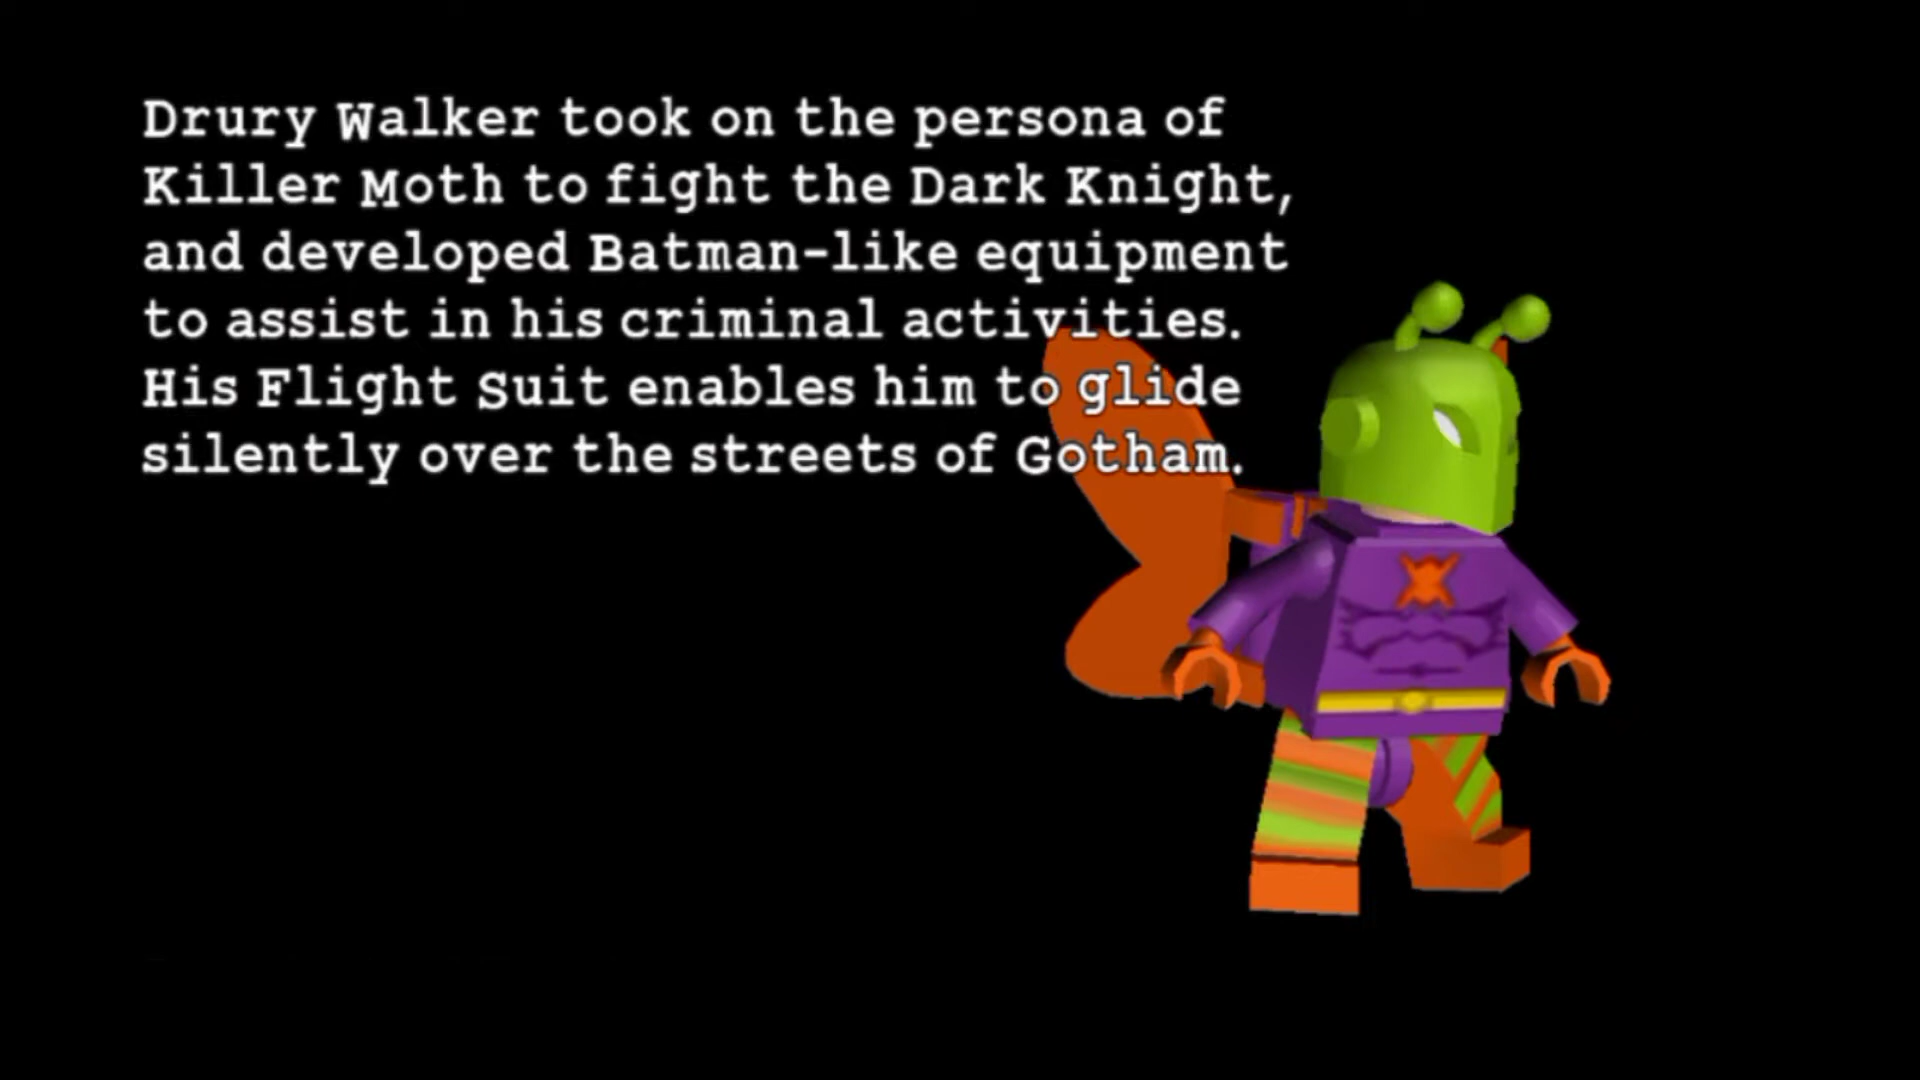 Drury Walker took on the persona of
Killer Moth to fight the Dark Knight,
and developed Batman-like equipment
to assist in his criminal activities.
His Flight Suit enables him to glide
silently over the streets of Gotham.